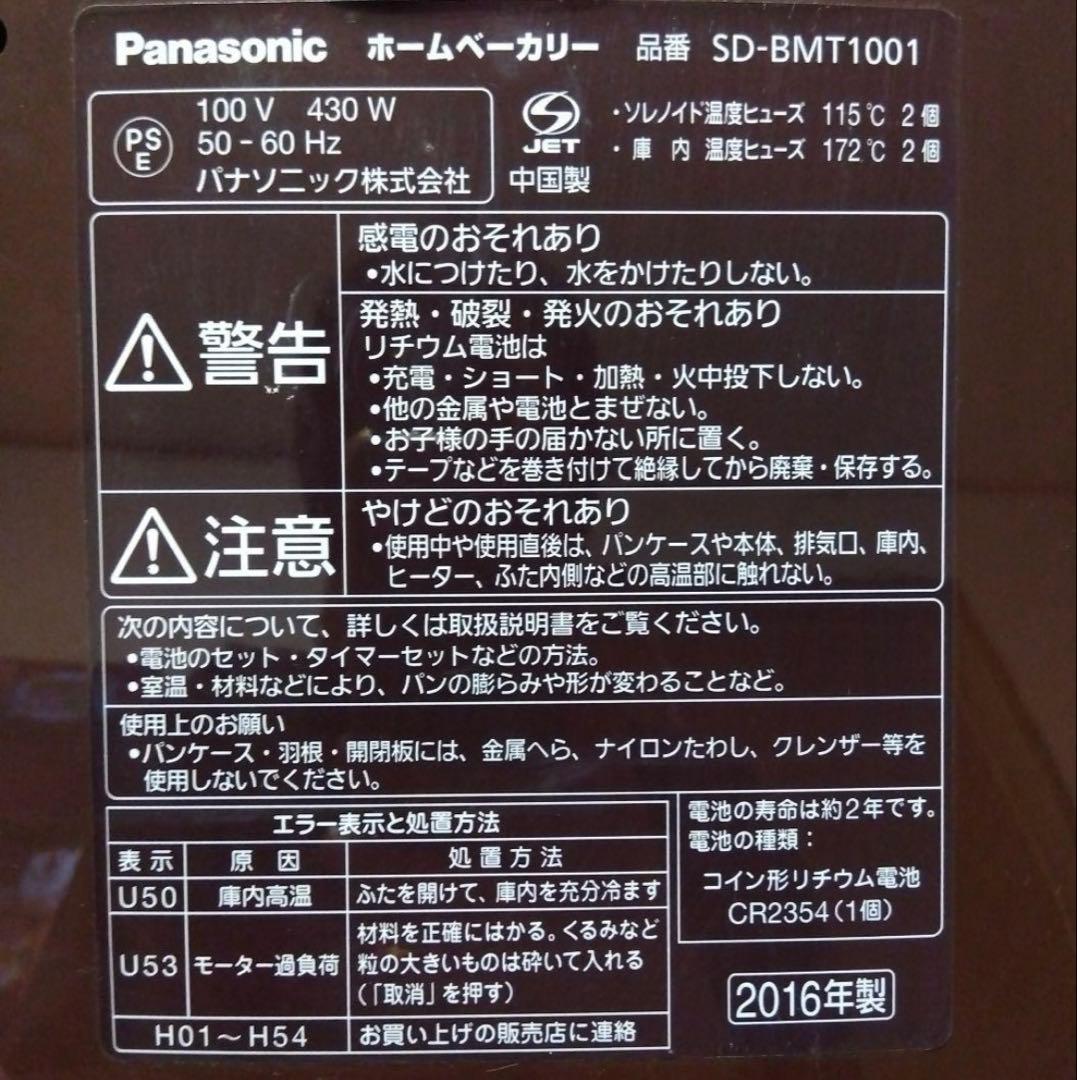 Panasonic ホームベーカリー 品番 SD-BMT1001
PS
E
100 V 430 W
50 - 60 Hz
パナソニック株式会社
JET
中国製
・ソレノイド温度ヒューズ 115℃ 2個
・庫内 温度ヒューズ 172℃ 2個
警告
感電のおそれあり
•水につけたり、水をかけたりしない。
発熱・破裂・発火のおそれあり
リチウム電池は
•充電・ショート・加熱・火中投下しない。
•他の金属や電池とまぜない。
•お子様の手の届かない所に置く。
•テープなどを巻き付けて絶縁してから廃棄・保存する。
注意
やけどのおそれあり
•使用中や使用直後は、パンケースや本体、排気口、庫内、
ヒーター、ふた内側などの高温部に触れない。
次の内容について、詳しくは取扱説明書をご覧ください。
•電池のセット・タイマーセットなどの方法。
•室温・材料などにより、パンの膨らみや形が変わることなど。
使用上のお願い
•パンケース・羽根・開閉板には、金属へら、ナイロンたわし、クレンザー等を
使用しないでください。
エラー表示と処置方法
表示 原因 処置方法
U50 庫内高温 ふたを開けて、庫内を充分冷ます
U53 モーター過負荷 材料を正確にはかる。くるみなど
粒の大きいものは砕いて入れる
(「取消」を押す)
H01～H54 お買い上げの販売店に連絡
電池の寿命は約2年です。
電池の種類：
コイン形リチウム電池
CR2354(1個)
2016年製